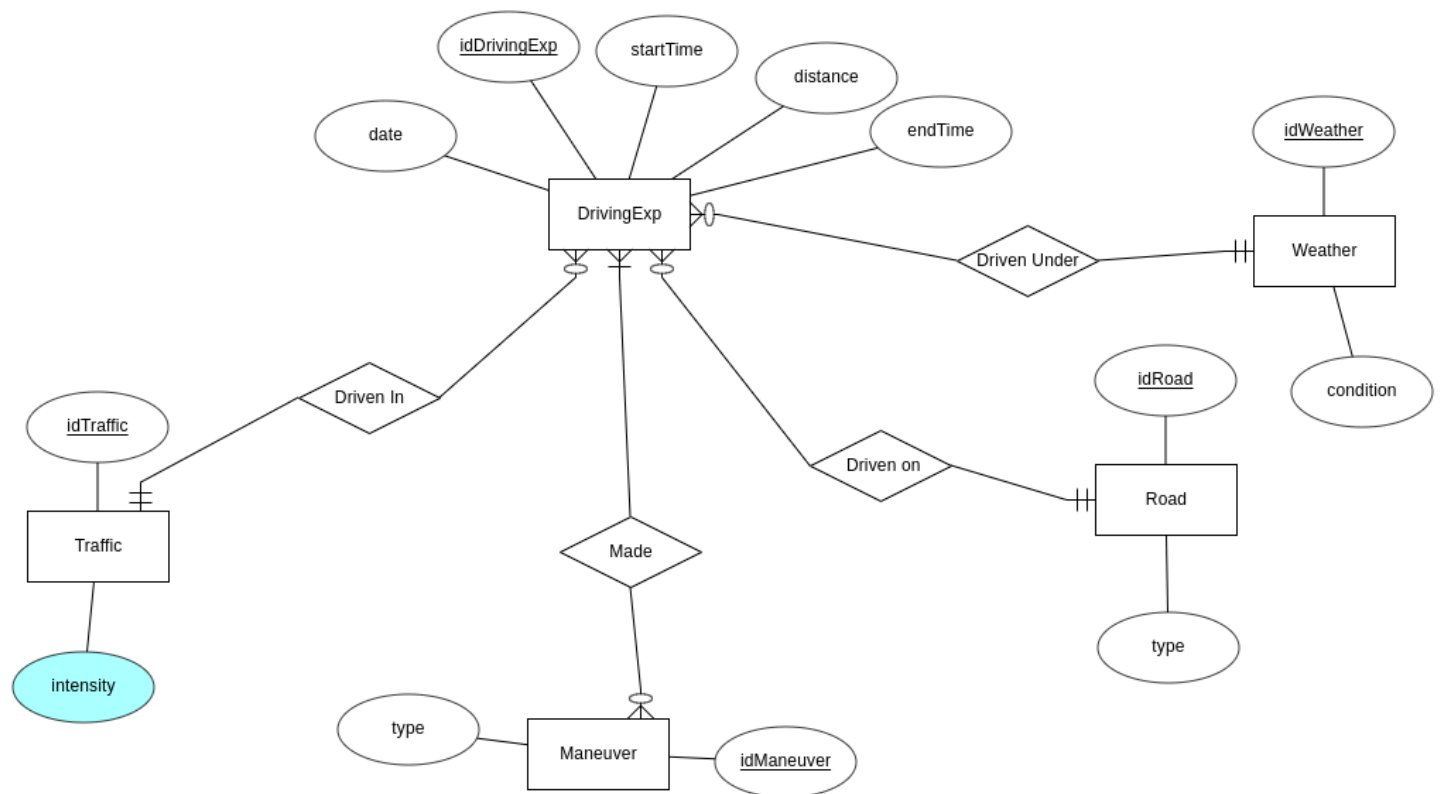 idDrivingExp
startTime
distance
date
endTime
idWeather
DrivingExp
Weather
Driven Under
idRoad
condition
Driven In
idTraffic
Driven on
Road
Traffic
Made
type
intensity
type
Maneuver
idManeuver